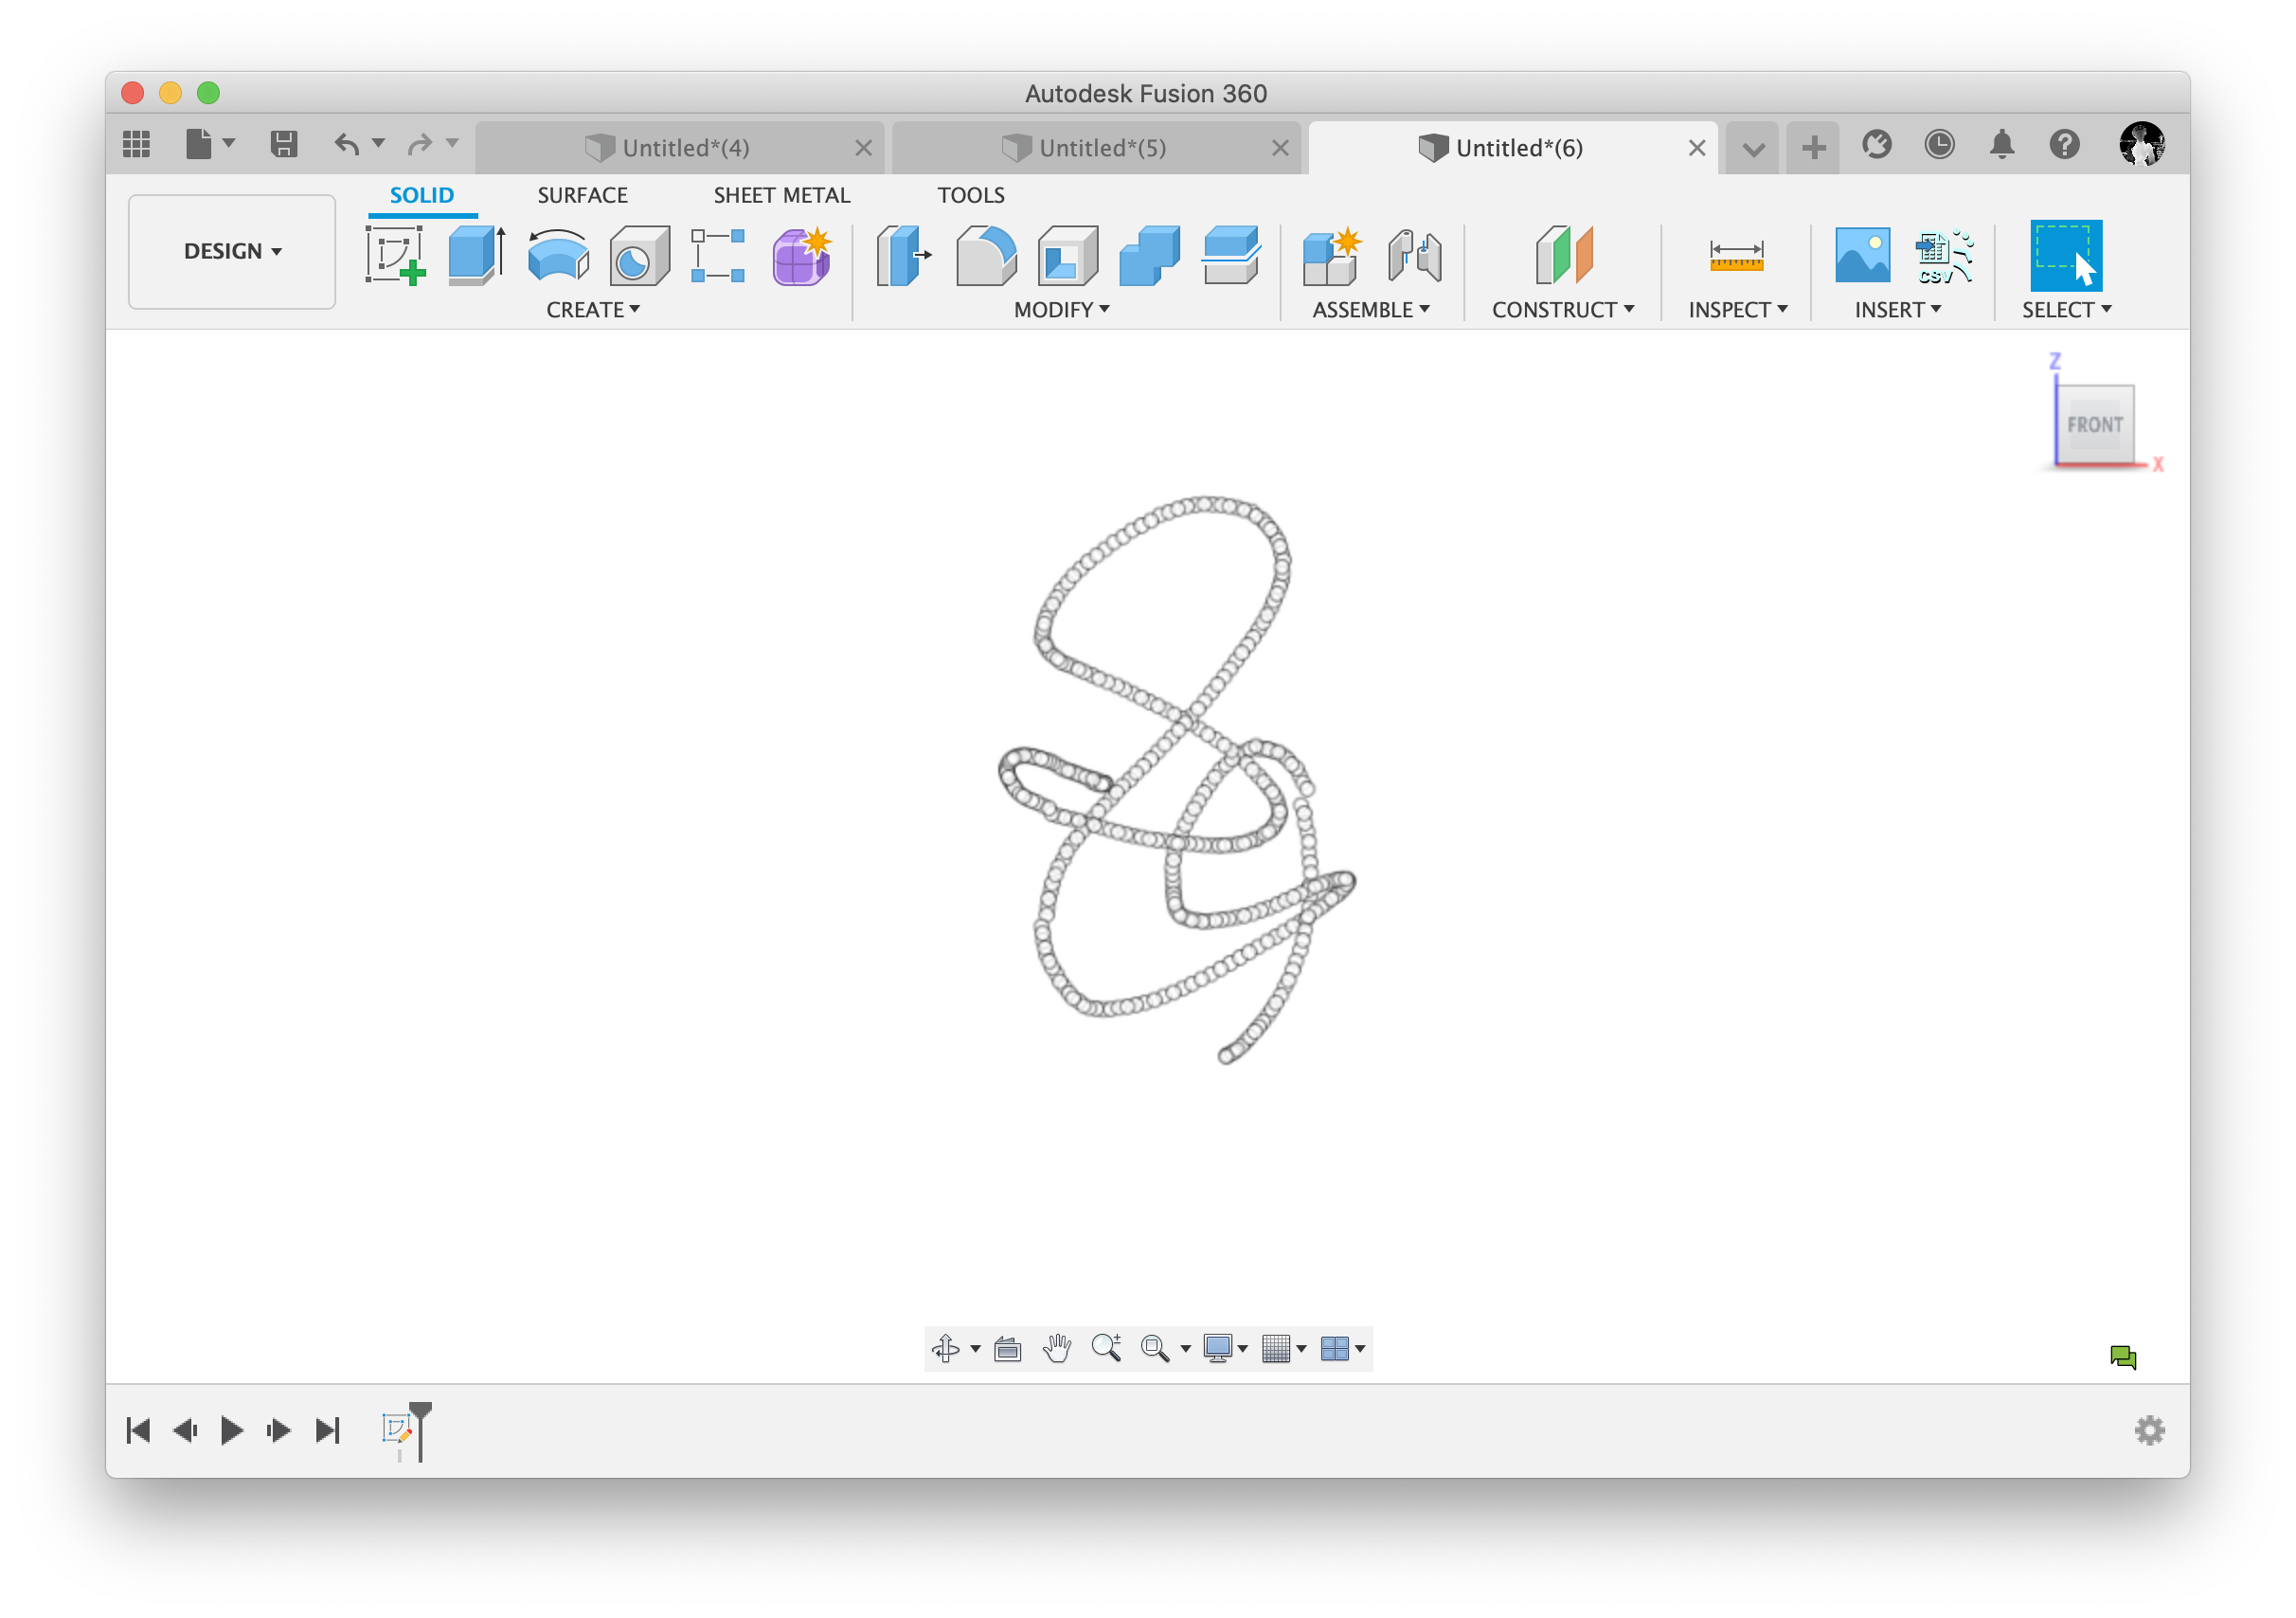 Autodesk Fusion 360
Untitled*(4)
Untitled*(5)
Untitled*(6)
SOLID
SURFACE
SHEET METAL
TOOLS
DESIGN
CSV
CREATE
MODIFY
ASSEMBLE
CONSTRUCT
INSPECT
INSERT
SELECT
Z
FRONT
X